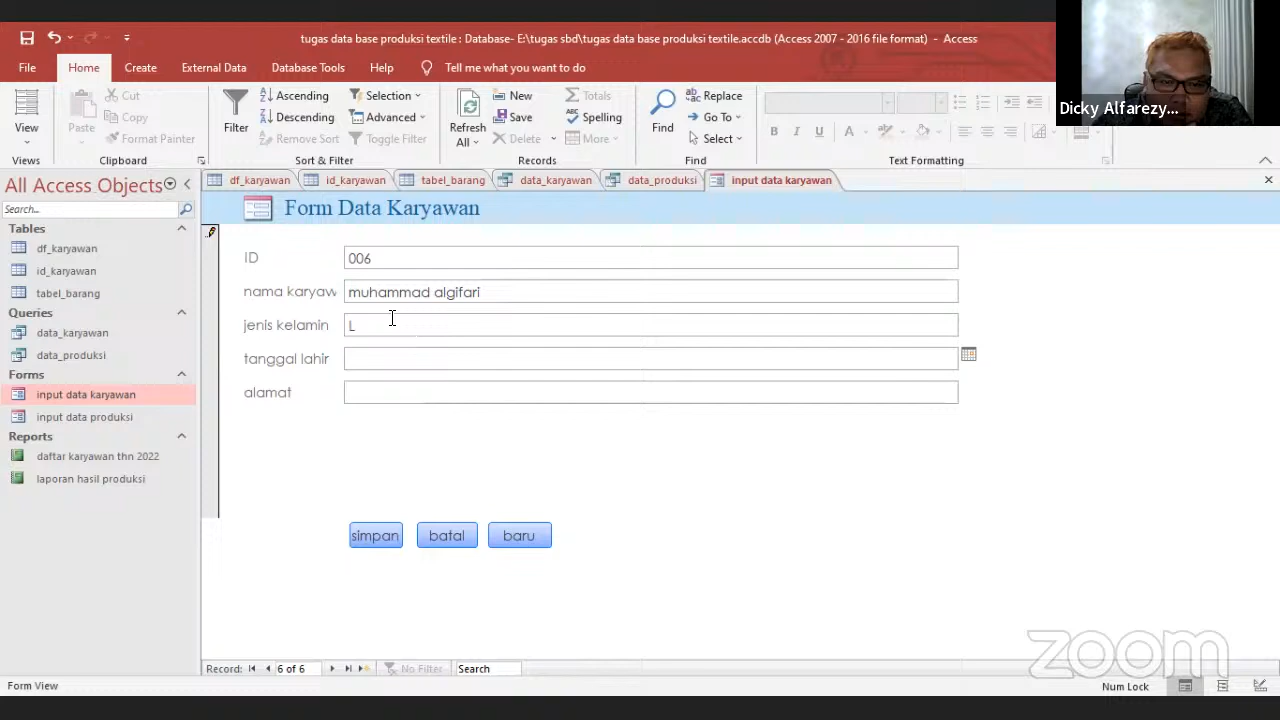 tugas data base produksi textile : Database- E:\tugas sbd\tugas data base produksi textile.accdb (Access 2007 - 2016 file format) - Access
File Home Create External Data Database Tools Help Tell me what you want to do
Dicky Alfarezy...
View
Views
Paste
Cut
Copy
Format Painter
Clipboard
Filter
Ascending
Descending
Remove Sort
Selection
Advanced
Toggle Filter
Sort & Filter
Refresh
All
New
Save
Delete
Totals
Spelling
More
Records
Find
Replace
Go To
Select
Find
B I U A
Text Formatting
All Access Objects
Search...
Tables
df_karyawan
id_karyawan
tabel_barang
Queries
data_karyawan
data_produksi
Forms
input data karyawan
input data produksi
Reports
daftar karyawan thn 2022
laporan hasil produksi
df_karyawan id_karyawan tabel_barang data_karyawan data_produksi input data karyawan
Form Data Karyawan
ID 006
nama karyaw muhammad algifari
jenis kelamin L
tanggal lahir
alamat
simpan batal baru
Record: 6 of 6 No Filter Search
zoom
Form View Num Lock